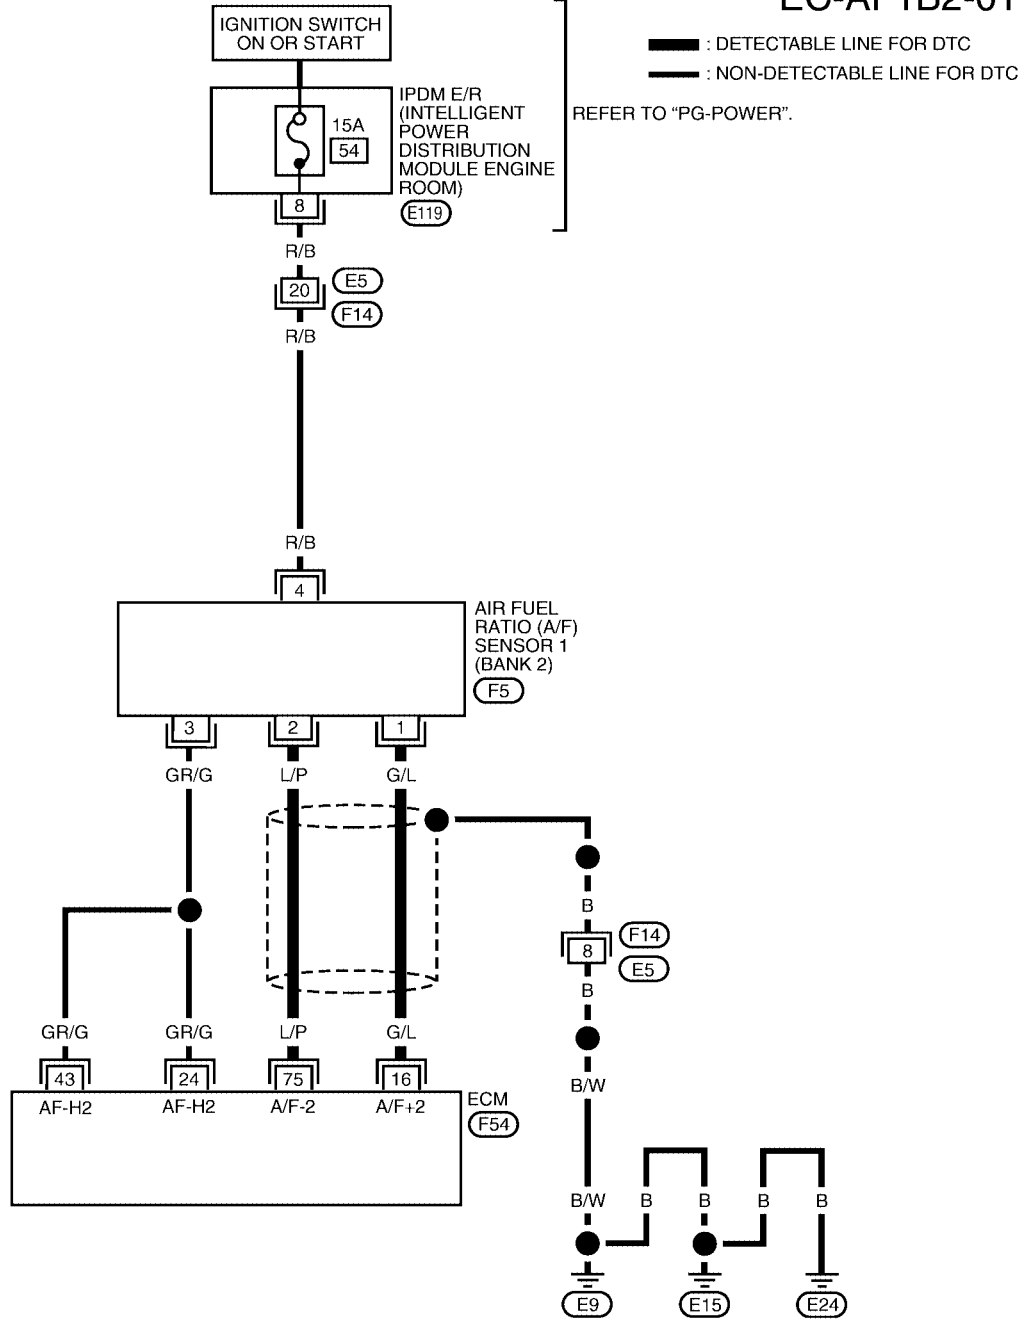 IGNITION SWITCH
ON OR START
: DETECTABLE LINE FOR DTC
: NON-DETECTABLE LINE FOR DTC
IPDM E/R
(INTELLIGENT
POWER
DISTRIBUTION
MODULE ENGINE
ROOM)
E119
15A
54
REFER TO “PG-POWER”.
8
R/B
20
E5
F14
R/B
R/B
4
AIR FUEL
RATIO (A/F)
SENSOR 1
(BANK 2)
F5
3 2 1
GR/G L/P G/L
B
8
F14
E5
B
GR/G GR/G L/P G/L
43 24 75 16
AF-H2 AF-H2 A/F-2 A/F+2
ECM
F54
B/W
B/W B B B B
E9 E15 E24